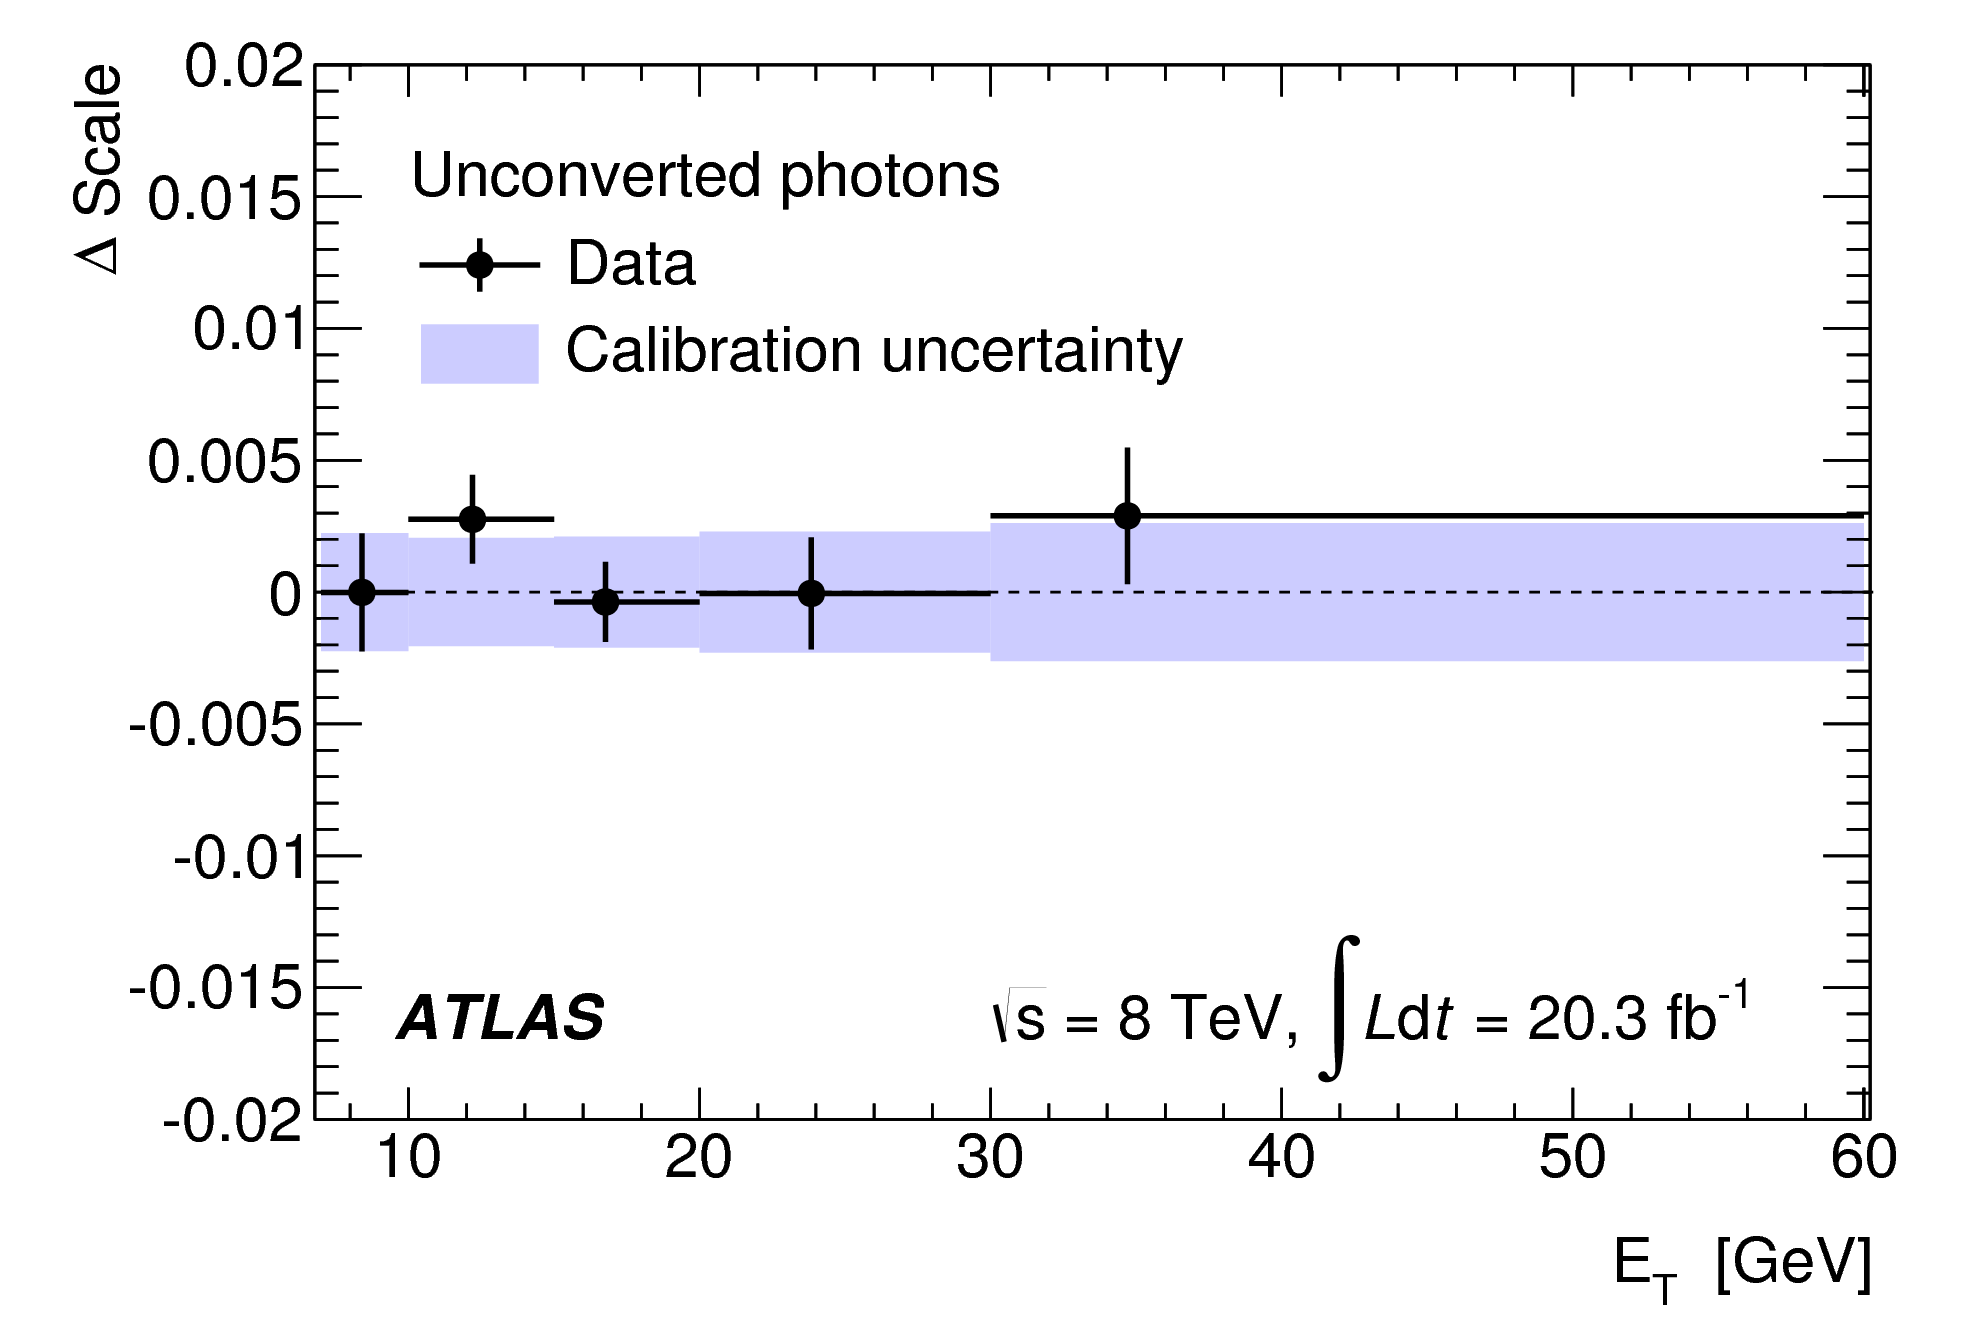 Δ Scale
0.02
0.015
0.01
0.005
0
-0.005
-0.01
-0.015
-0.02
Unconverted photons
Data
Calibration uncertainty
ATLAS
√s = 8 TeV, ∫Ldt = 20.3 fb⁻¹
10 20 30 40 50 60
E_T [GeV]